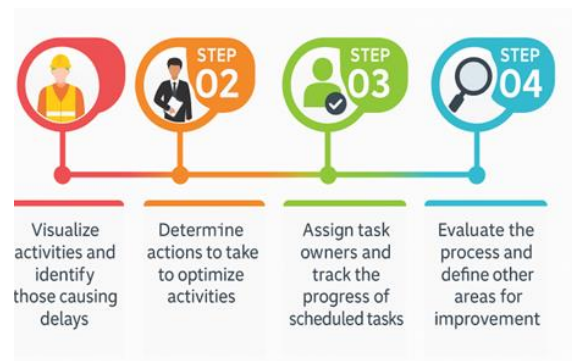 STEP
02
STEP
03
STEP
04
Visualize
activities and
identify
those causing
delays
Determine
actions to take
to optimize
activities
Assign task
owners and
track the
progress of
scheduled tasks
Evaluate the
process and
define other
areas for
improvement